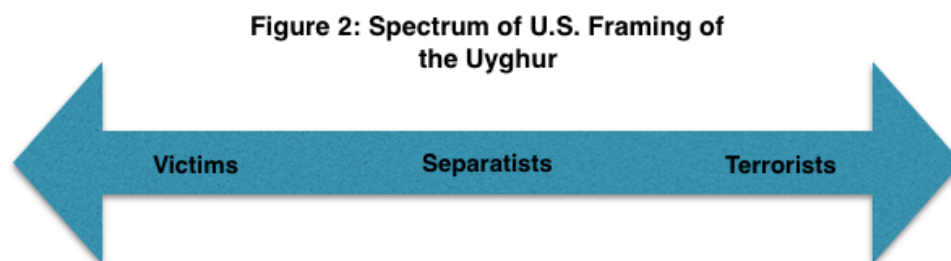 Figure 2: Spectrum of U.S. Framing of
the Uyghur
Victims Separatists Terrorists